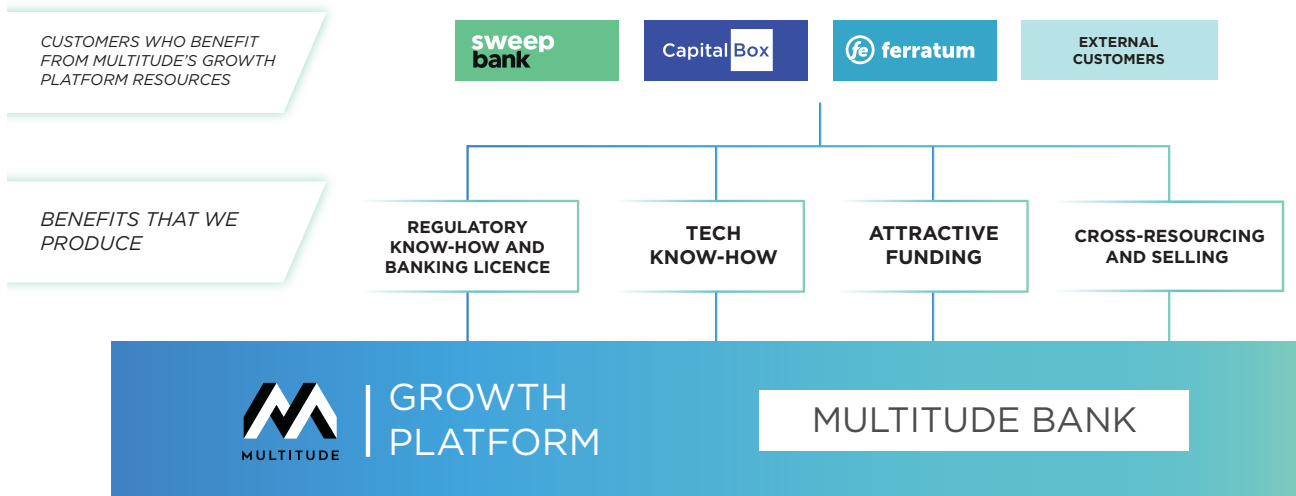 CUSTOMERS WHO BENEFIT
FROM MULTITUDE'S GROWTH
PLATFORM RESOURCES
sweep
bank
Capital Box
fe ferratum
EXTERNAL
CUSTOMERS
BENEFITS THAT WE
PRODUCE
REGULATORY
KNOW-HOW AND
BANKING LICENCE
TECH
KNOW-HOW
ATTRACTIVE
FUNDING
CROSS-RESOURCING
AND SELLING
MULTITUDE
GROWTH
PLATFORM
MULTITUDE BANK